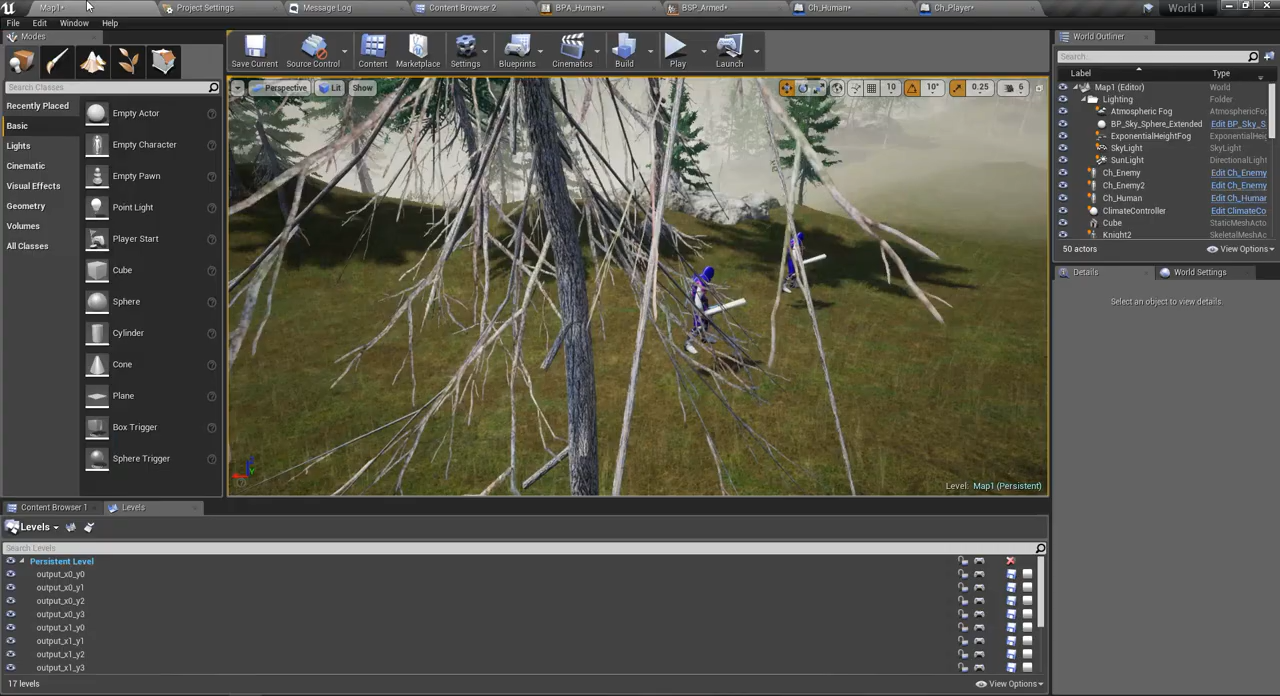 Map1*
Project Settings
Message Log
Content Browser 2
BPA_Human*
BSP_Armed*
Ch_Human*
Ch_Player*
World 1
File Edit Window Help
Modes
Search Classes
Recently Placed
Basic
Lights
Cinematic
Visual Effects
Geometry
Volumes
All Classes
Empty Actor
Empty Character
Empty Pawn
Point Light
Player Start
Cube
Sphere
Cylinder
Cone
Plane
Box Trigger
Sphere Trigger
Save Current
Source Control
Content
Marketplace
Settings
Blueprints
Cinematics
Build
Play
Launch
Perspective
Lit
Show
10
10°
0.25
6
Level: Map1 (Persistent)
World Outliner
Search
Label Type
Map1 (Editor) World
Lighting Folder
Atmospheric Fog AtmosphericFo
BP_Sky_Sphere_Extended Edit BP_Sky_S
ExponentialHeightFog ExponentialHei
SkyLight SkyLight
SunLight DirectionalLight
Ch_Enemy Edit Ch_Enemy
Ch_Enemy2 Edit Ch_Enemy
Ch_Human Edit Ch_Human
ClimateController Edit ClimateCo
Cube StaticMeshActo
Knight2 SkeletalMeshAc
50 actors
View Options
Details
World Settings
Select an object to view details.
Content Browser 1
Levels
Levels
Search Levels
Persistent Level
output_x0_y0
output_x0_y1
output_x0_y2
output_x0_y3
output_x1_y0
output_x1_y1
output_x1_y2
output_x1_y3
17 levels
View Options